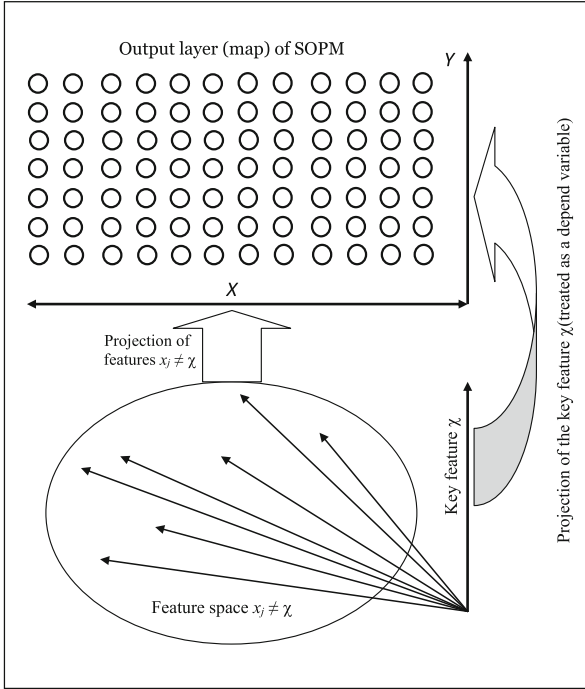 Output layer (map) of SOPM
Y
X
Projection of
features xⱼ ≠ χ
Key feature χ
Feature space xⱼ ≠ χ
Projection of the key feature χ(treated as a depend variable)